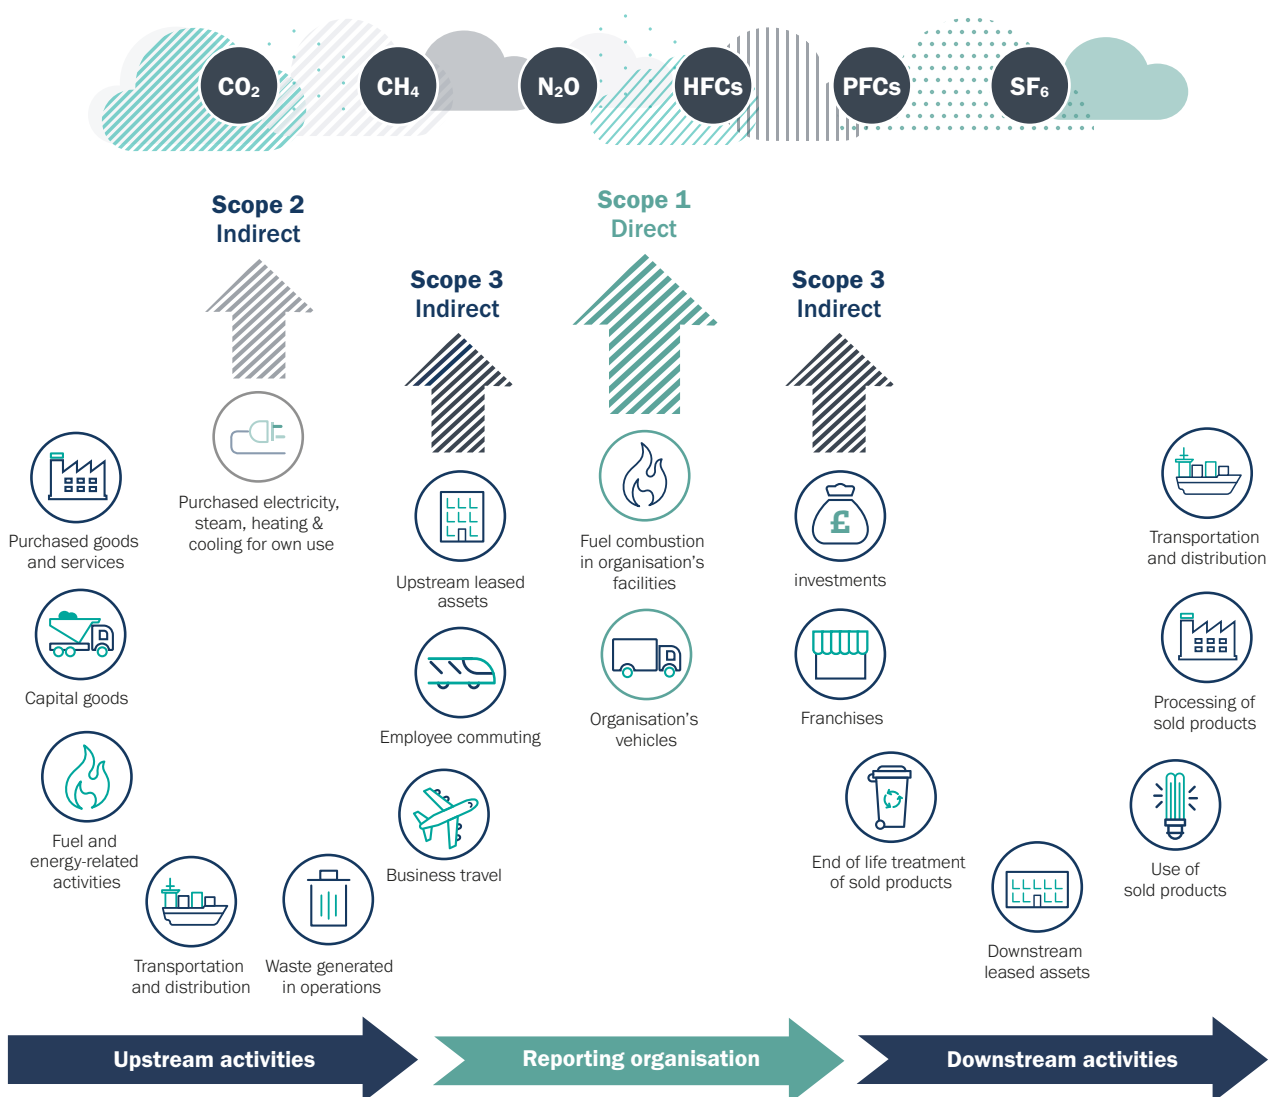 CO₂
CH₄
N₂O
HFCs
PFCs
SF₆
Scope 2
Indirect
Scope 1
Direct
Scope 3
Indirect
Scope 3
Indirect
Purchased electricity,
steam, heating &
cooling for own use
Purchased goods
and services
Capital goods
Fuel and
energy-related
activities
Transportation
and distribution
Waste generated
in operations
Upstream leased
assets
Employee commuting
Business travel
Fuel combustion
in organisation's
facilities
Organisation's
vehicles
£
investments
Franchises
End of life treatment
of sold products
Downstream
leased assets
Transportation
and distribution
Processing of
sold products
Use of
sold products
Upstream activities
Reporting organisation
Downstream activities